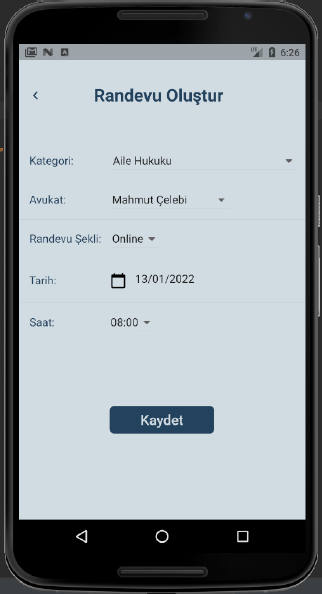 6:26
Randevu Oluştur
Kategori: Aile Hukuku
Avukat: Mahmut Çelebi
Randevu Şekli: Online
Tarih: 13/01/2022
Saat: 08:00
Kaydet